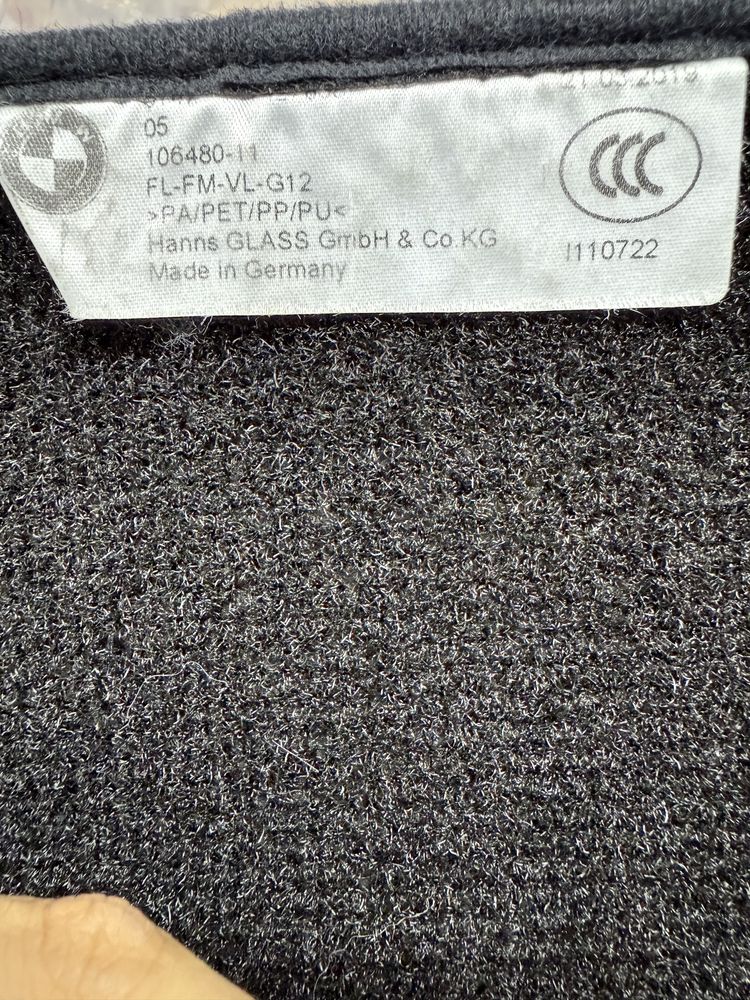 05
106480-11
FL-FM-VL-G12
>PA/PET/PP/PU<
Hanns GLASS GmbH & Co.KG
Made in Germany
I110722